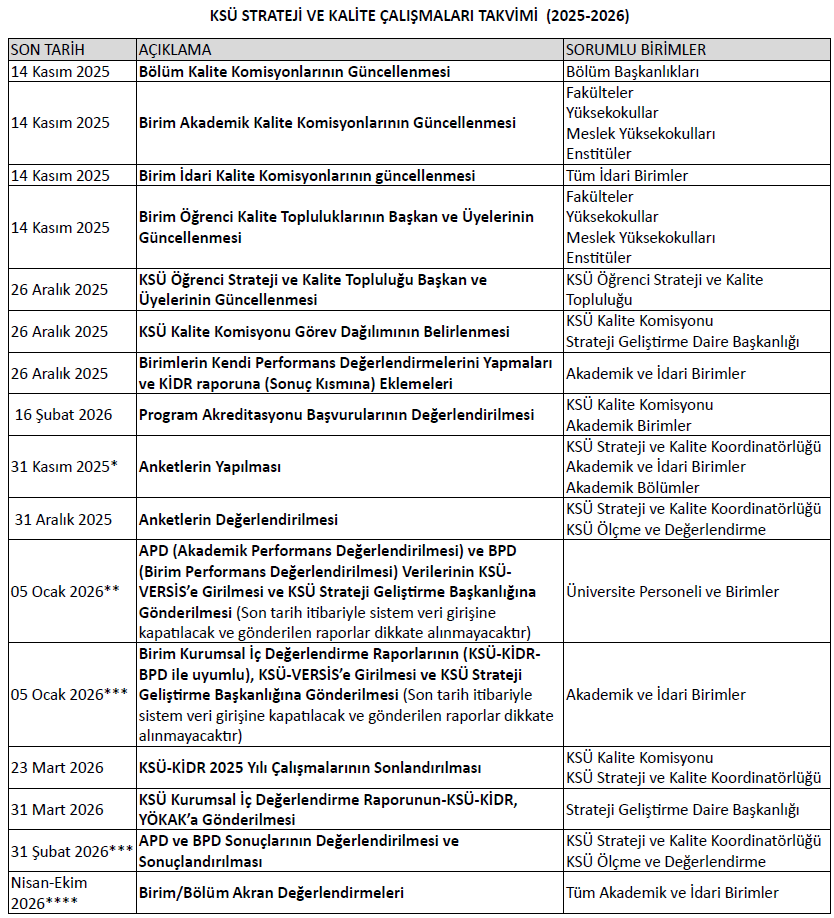 KSÜ STRATEJİ VE KALİTE ÇALIŞMALARI TAKVİMİ (2025-2026)
SON TARİH AÇIKLAMA SORUMLU BİRİMLER
14 Kasım 2025 Bölüm Kalite Komisyonlarının Güncellenmesi Bölüm Başkanlıkları
14 Kasım 2025 Birim Akademik Kalite Komisyonlarının Güncellenmesi
Fakülteler
Yüksekokullar
Meslek Yüksekokulları
Enstitüler
14 Kasım 2025 Birim İdari Kalite Komisyonlarının güncellenmesi Tüm İdari Birimler
14 Kasım 2025
Birim Öğrenci Kalite Topluluklarının Başkan ve Üyelerinin
Güncellenmesi
Fakülteler
Yüksekokullar
Meslek Yüksekokulları
Enstitüler
26 Aralık 2025
KSÜ Öğrenci Strateji ve Kalite Topluluğu Başkan ve
Üyelerinin Güncellenmesi
KSÜ Öğrenci Strateji ve Kalite
Topluluğu
26 Aralık 2025 KSÜ Kalite Komisyonu Görev Dağılımının Belirlenmesi
KSÜ Kalite Komisyonu
Strateji Geliştirme Daire Başkanlığı
26 Aralık 2025
Birimlerin Kendi Performans Değerlendirmelerini Yapmaları
ve KİDR raporuna (Sonuç Kısmına) Eklemeleri
Akademik ve İdari Birimler
16 Şubat 2026 Program Akreditasyonu Başvurularının Değerlendirilmesi
KSÜ Kalite Komisyonu
Akademik Birimler
31 Kasım 2025* Anketlerin Yapılması
KSÜ Strateji ve Kalite Koordinatörlüğü
Akademik ve İdari Birimler
Akademik Bölümler
31 Aralık 2025 Anketlerin Değerlendirilmesi
KSÜ Strateji ve Kalite Koordinatörlüğü
KSÜ Ölçme ve Değerlendirme
05 Ocak 2026**
APD (Akademik Performans Değerlendirilmesi) ve BPD
(Birim Performans Değerlendirilmesi) Verilerinin KSÜ-
VERSİS’e Girilmesi ve KSÜ Strateji Geliştirme Başkanlığına
Gönderilmesi (Son tarih itibariyle sistem veri girişine
kapatılacak ve gönderilen raporlar dikkate alınmayacaktır)
Üniversite Personeli ve Birimler
05 Ocak 2026***
Birim Kurumsal İç Değerlendirme Raporlarının (KSÜ-KİDR-
BPD ile uyumlu), KSÜ-VERSİS’e Girilmesi ve KSÜ Strateji
Geliştirme Başkanlığına Gönderilmesi (Son tarih itibariyle
sistem veri girişine kapatılacak ve gönderilen raporlar dikkate
alınmayacaktır)
Akademik ve İdari Birimler
23 Mart 2026 KSÜ-KİDR 2025 Yılı Çalışmalarının Sonlandırılması
KSÜ Kalite Komisyonu
KSÜ Strateji ve Kalite Koordinatörlüğü
31 Mart 2026
KSÜ Kurumsal İç Değerlendirme Raporunun-KSÜ-KİDR,
YÖKAK’a Gönderilmesi
Strateji Geliştirme Daire Başkanlığı
31 Şubat 2026***
APD ve BPD Sonuçlarının Değerlendirilmesi ve
Sonuçlandırılması
KSÜ Strateji ve Kalite Koordinatörlüğü
KSÜ Ölçme ve Değerlendirme
Nisan-Ekim
2026****
Birim/Bölüm Akran Değerlendirmeleri
Tüm Akademik ve İdari Birimler